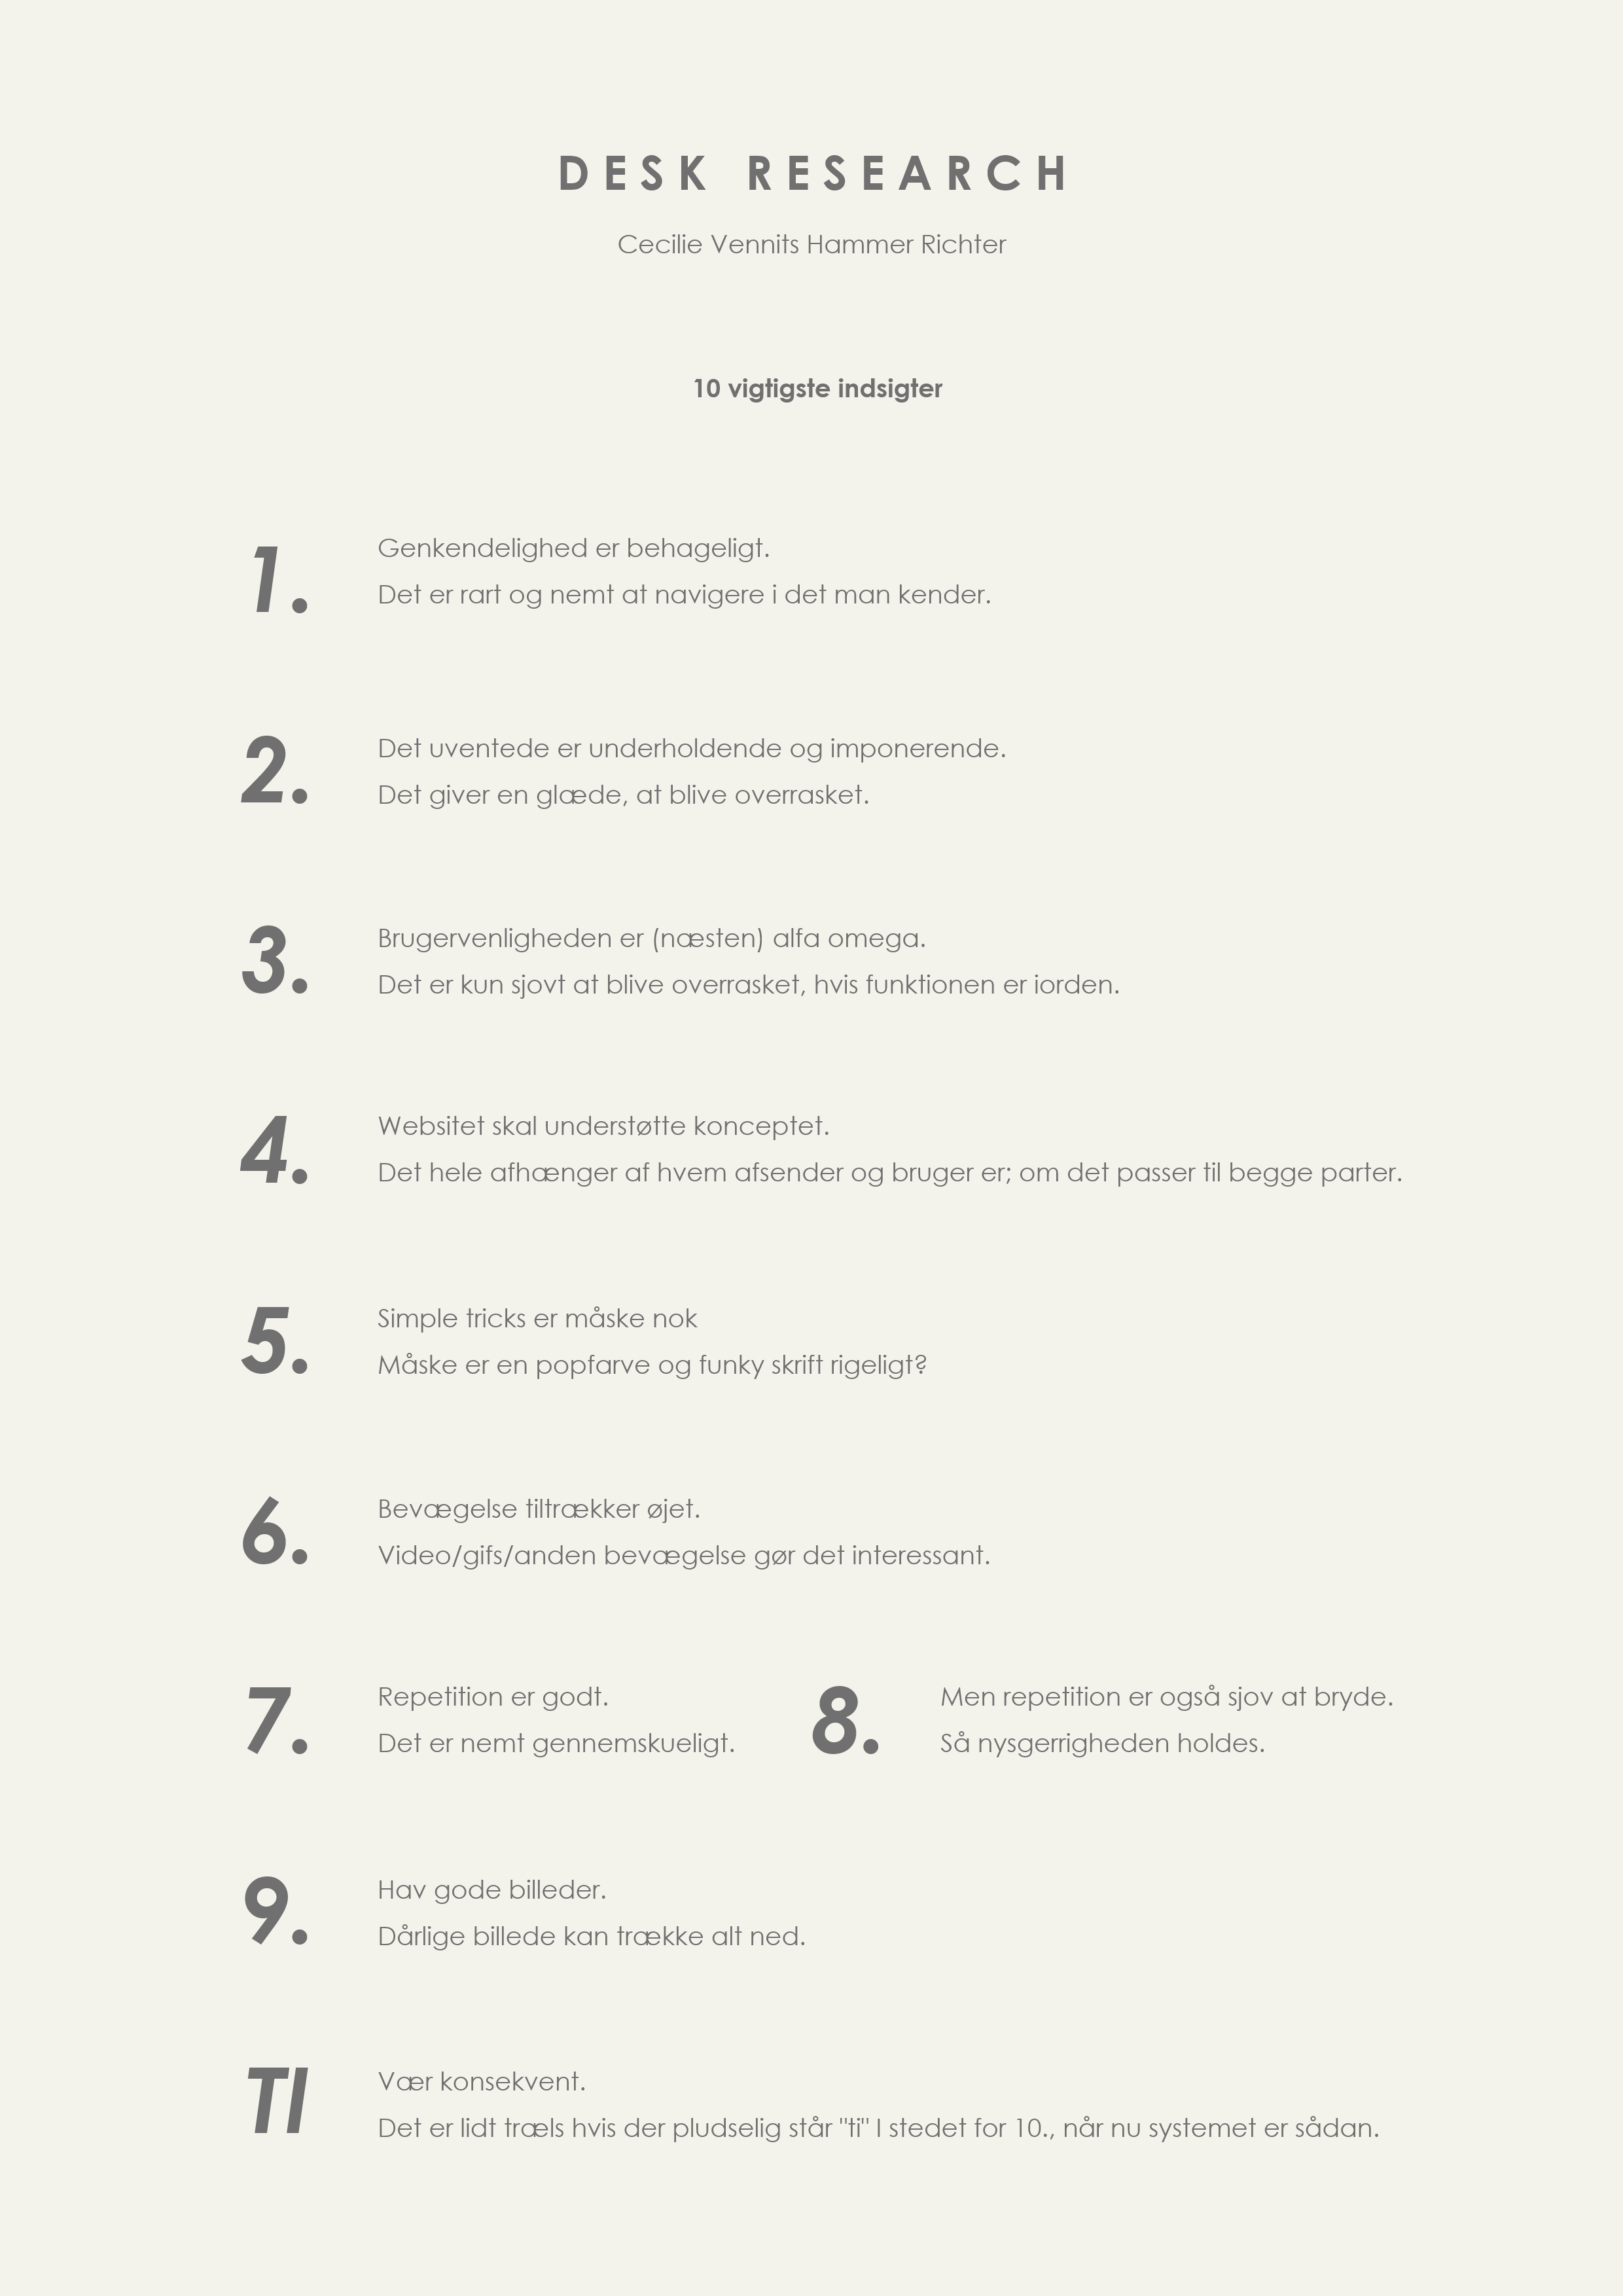 DESK RESEARCH
Cecilie Vennits Hammer Richter
10 vigtigste indsigter
1.
Genkendelighed er behageligt.
Det er rart og nemt at navigere i det man kender.
2.
Det uventede er underholdende og imponerende.
Det giver en glæde, at blive overrasket.
3.
Brugervenligheden er (næsten) alfa omega.
Det er kun sjovt at blive overrasket, hvis funktionen er iorden.
4.
Websitet skal understøtte konceptet.
Det hele afhænger af hvem afsender og bruger er; om det passer til begge parter.
5.
Simple tricks er måske nok
Måske er en popfarve og funky skrift rigeligt?
6.
Bevægelse tiltrækker øjet.
Video/gifs/anden bevægelse gør det interessant.
7.
Repetition er godt.
Det er nemt gennemskueligt.
8.
Men repetition er også sjov at bryde.
Så nysgerrigheden holdes.
9.
Hav gode billeder.
Dårlige billede kan trække alt ned.
TI
Vær konsekvent.
Det er lidt træls hvis der pludselig står "ti" I stedet for 10., når nu systemet er sådan.